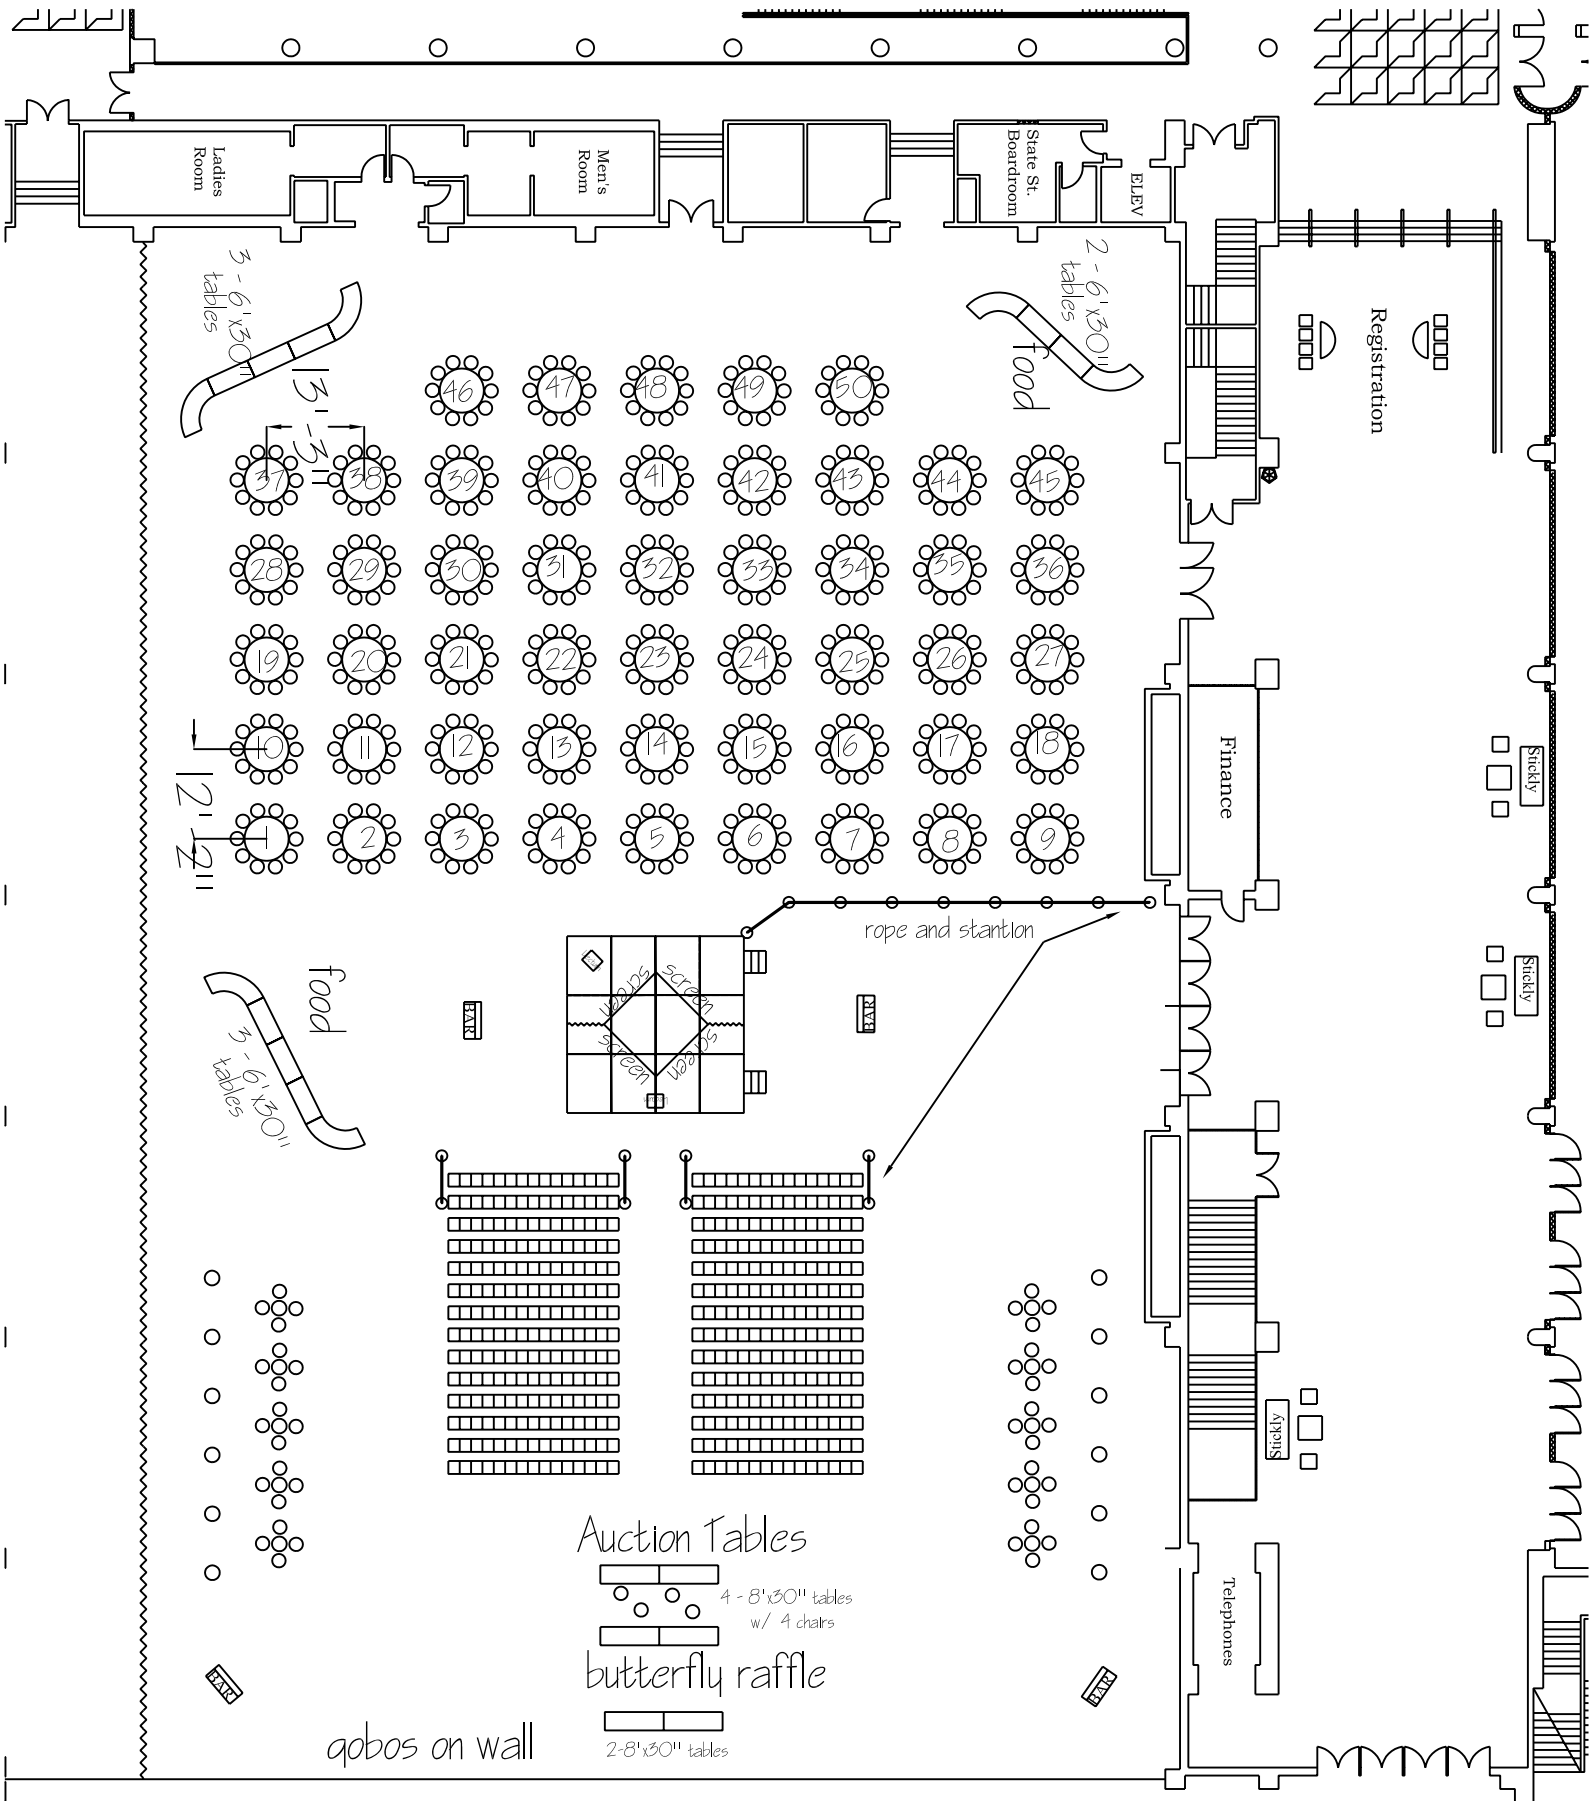 Ladies
Room
Men's
Room
State St.
Boardroom
ELEV
3 - 6'x30"
tables
2 - 6'x30"
tables
food
Registration
13'-3"
46 47 48 49 50
37 38 39 40 41 42 43 44 45
28 29 30 31 32 33 34 35 36
19 20 21 22 23 24 25 26 27
10 11 12 13 14 15 16 17 18
12'-2"
1 2 3 4 5 6 7 8 9
Finance
Stickly
rope and stantion
food
3 - 6'x30"
tables
BAR
screen
screen
screen
screen
BAR
Stickly
Stickly
Auction Tables
4 - 8'x30" tables
w/ 4 chairs
butterfly raffle
2-8'x30" tables
BAR
BAR
gobos on wall
Telephones